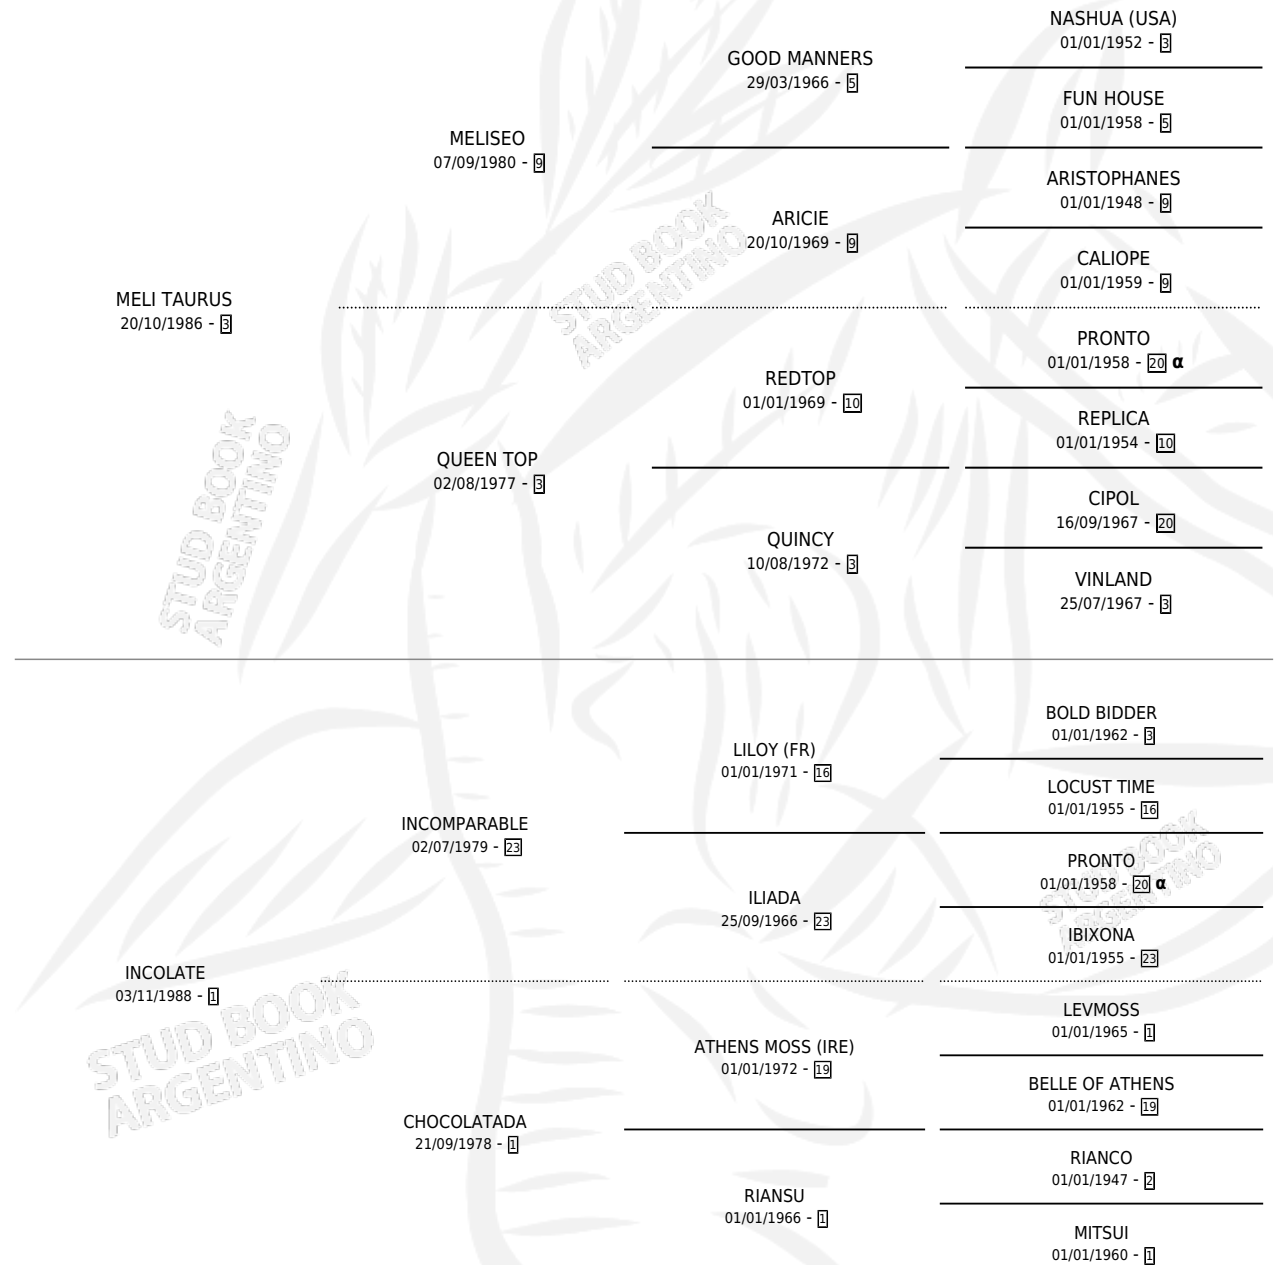 NASHUA (USA)
01/01/1952 - 3
GOOD MANNERS
29/03/1966 - 5
FUN HOUSE
01/01/1958 - 5
MELISEO
07/09/1980 - 9
ARISTOPHANES
01/01/1948 - 9
ARICIE
20/10/1969 - 9
CALIOPE
01/01/1959 - 9
MELI TAURUS
20/10/1986 - 3
PRONTO
01/01/1958 - 20 α
REDTOP
01/01/1969 - 10
REPLICA
01/01/1954 - 10
QUEEN TOP
02/08/1977 - 3
CIPOL
16/09/1967 - 20
QUINCY
10/08/1972 - 3
VINLAND
25/07/1967 - 3
BOLD BIDDER
01/01/1962 - 3
LILOY (FR)
01/01/1971 - 16
LOCUST TIME
01/01/1955 - 16
INCOMPARABLE
02/07/1979 - 23
PRONTO
01/01/1958 - 20 α
ILIADA
25/09/1966 - 23
IBIXONA
01/01/1955 - 23
INCOLATE
03/11/1988 - 1
LEVMOSS
01/01/1965 - 1
ATHENS MOSS (IRE)
01/01/1972 - 19
BELLE OF ATHENS
01/01/1962 - 19
CHOCOLATADA
21/09/1978 - 1
RIANCO
01/01/1947 - 2
RIANSU
01/01/1966 - 1
MITSUI
01/01/1960 - 1
STUD BOOK
ARGENTINO
STUD BOOK
ARGENTINO
STUD BOOK
ARGENTINO
STUD BOOK
ARGENTINO